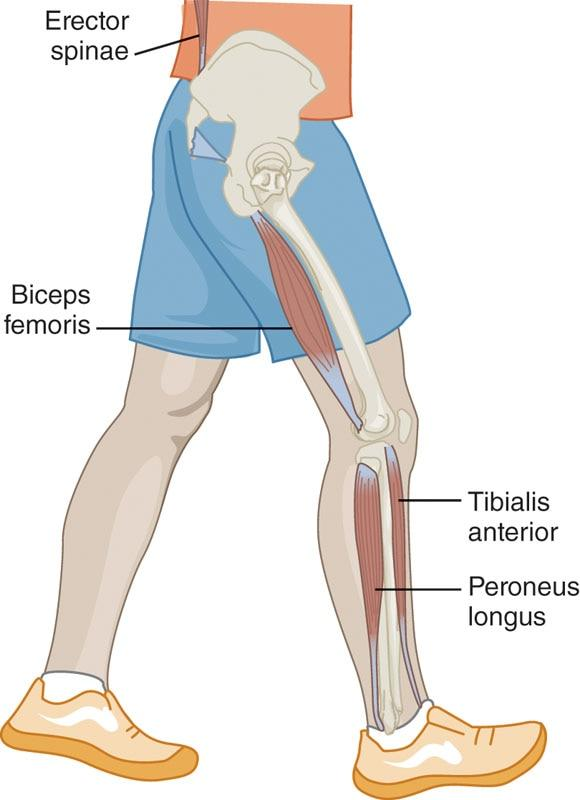 Erector
spinae
Biceps
femoris
Tibialis
anterior
Peroneus
longus